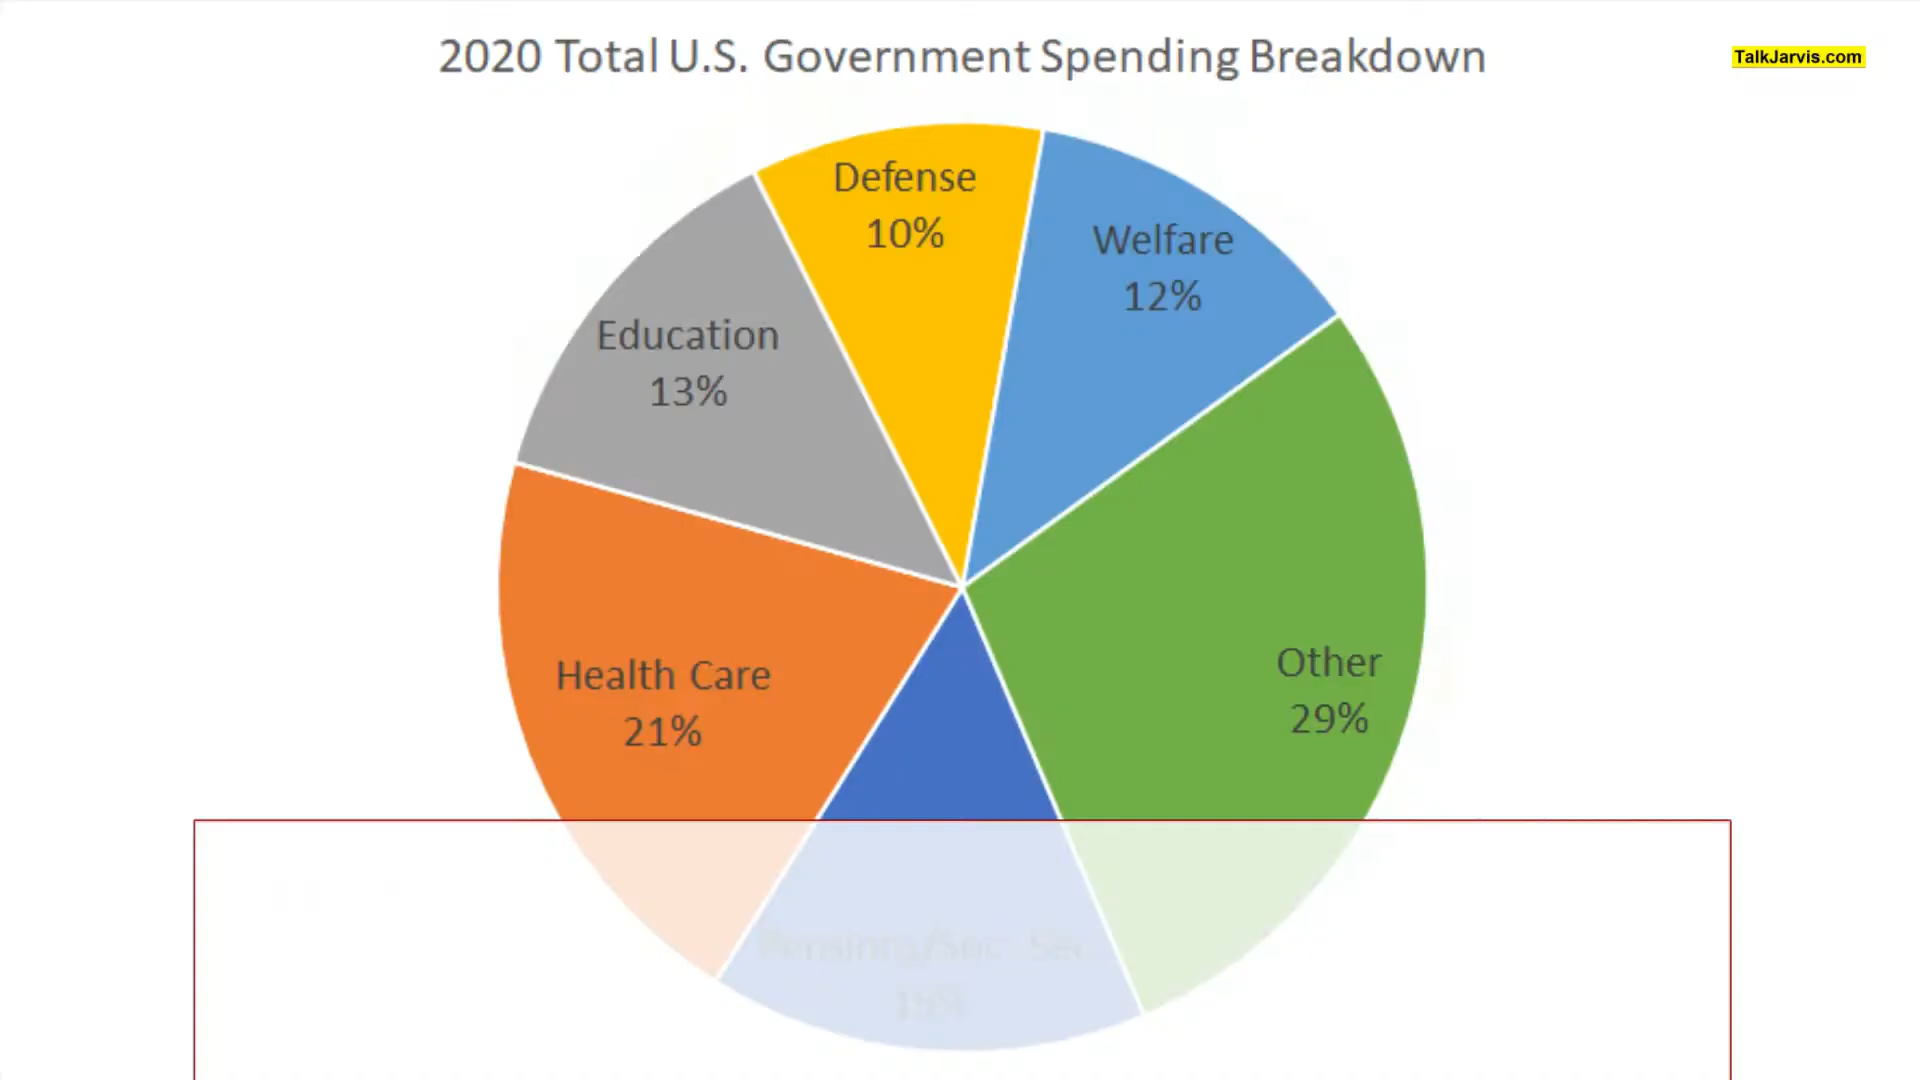 2020 Total U.S. Government Spending Breakdown
TalkJarvis.com
Defense
10%
Welfare
12%
Education
13%
Health Care
21%
Other
29%